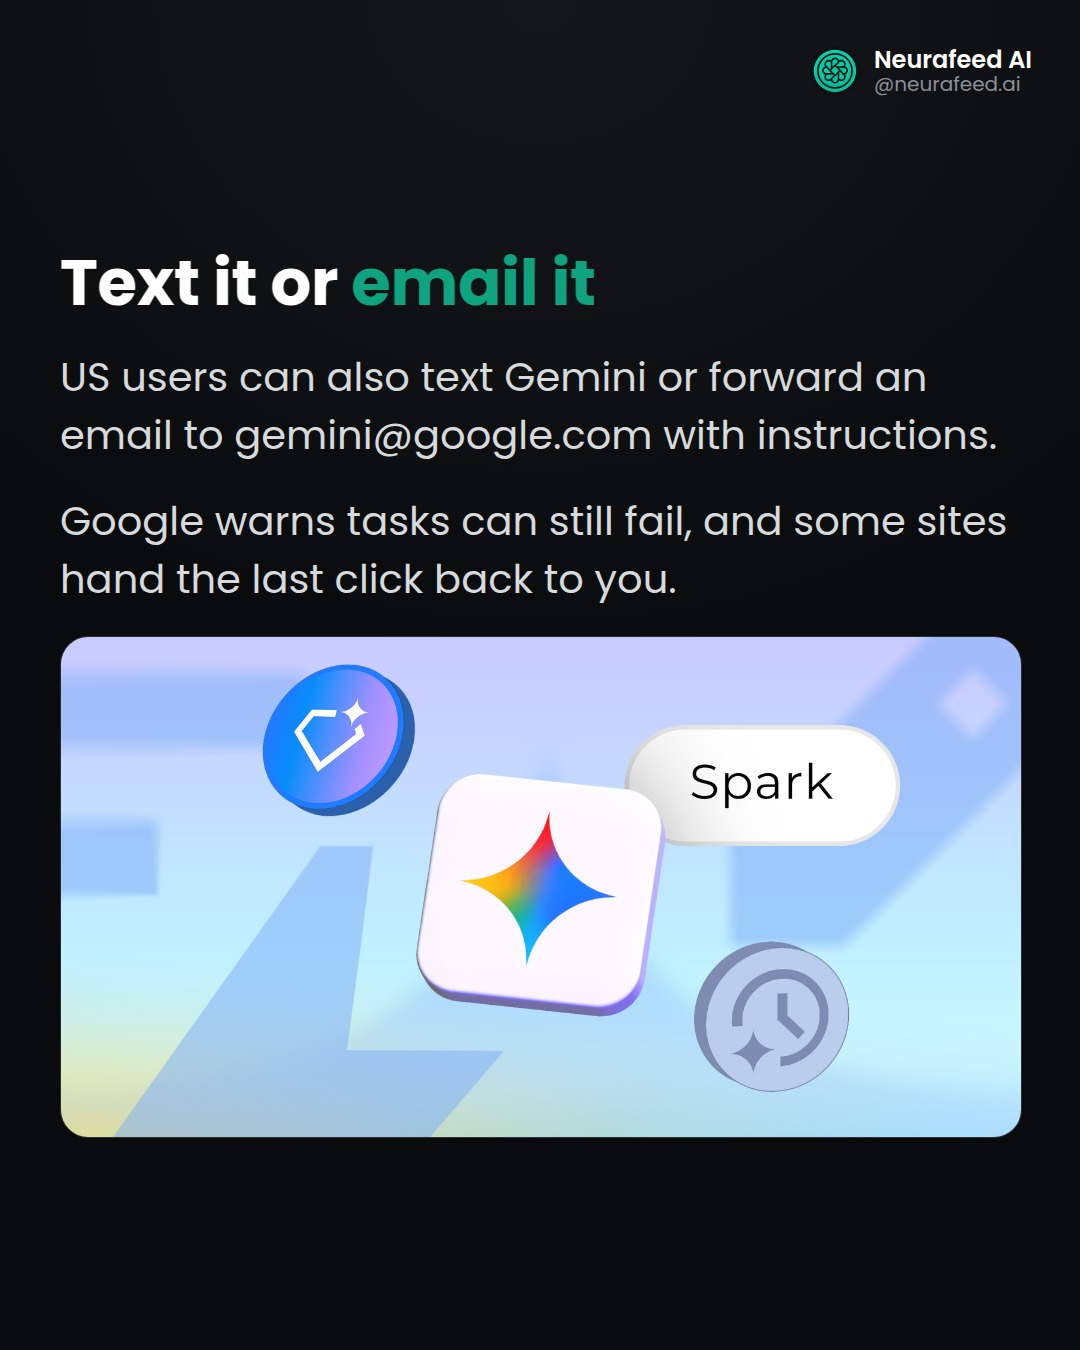 Neurafeed AI
@neurafeed.ai
Text it or email it
US users can also text Gemini or forward an
email to gemini@google.com with instructions.
Google warns tasks can still fail, and some sites
hand the last click back to you.
Spark